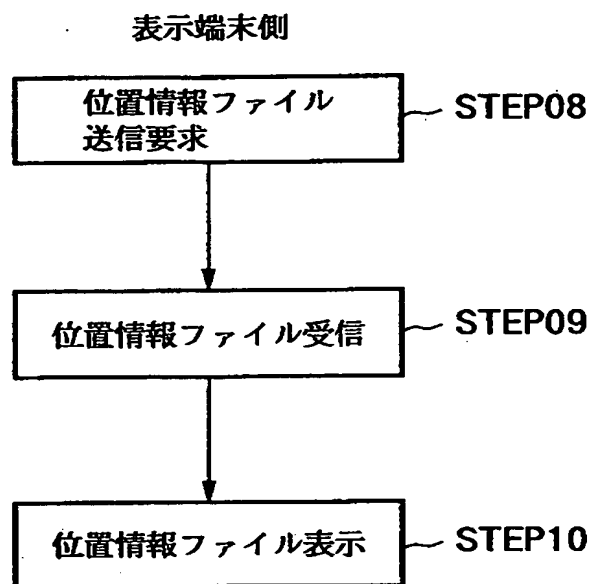 表示端末側
位置情報ファイル
送信要求
STEP08
位置情報ファイル受信
STEP09
位置情報ファイル表示
STEP10